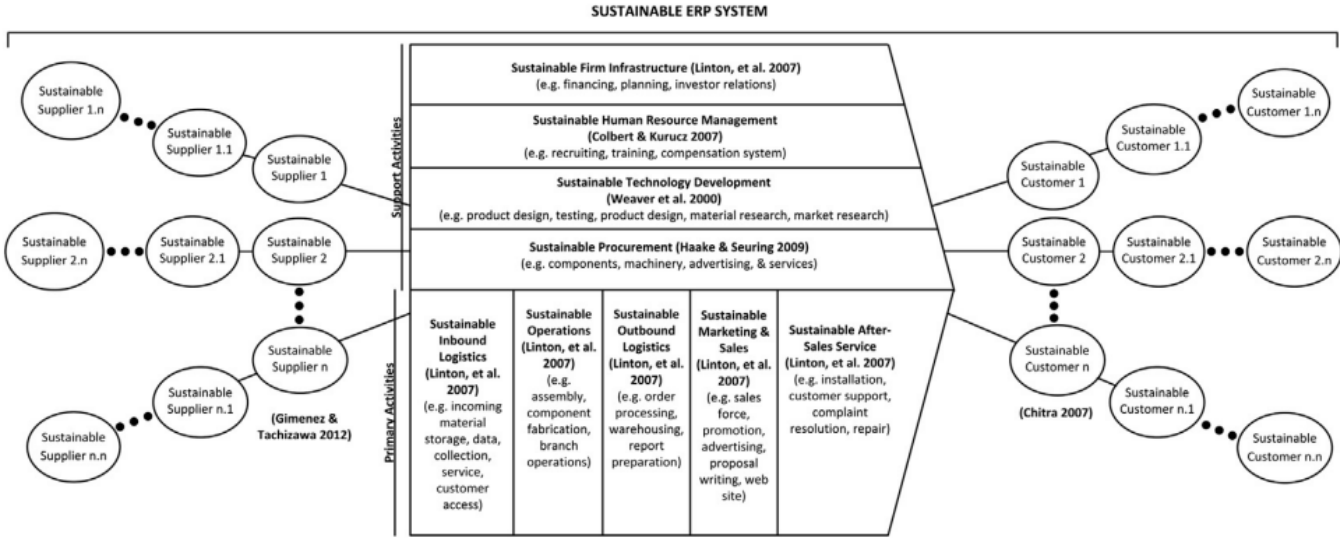 SUSTAINABLE ERP SYSTEM
Sustainable
Supplier 1.n
Sustainable
Supplier 1.1
Sustainable
Supplier 1
Sustainable
Supplier 2.n
Sustainable
Supplier 2.1
Sustainable
Supplier 2
Sustainable
Supplier n
Sustainable
Supplier n.1
Sustainable
Supplier n.n
(Gimenez &
Tachizawa 2012)
Support Activities
Sustainable Firm Infrastructure (Linton, et al. 2007)
(e.g. financing, planning, investor relations)
Sustainable Human Resource Management
(Colbert & Kurucz 2007)
(e.g. recruiting, training, compensation system)
Sustainable Technology Development
(Weaver et al. 2000)
(e.g. product design, testing, product design, material research, market research)
Sustainable Procurement (Haake & Seuring 2009)
(e.g. components, machinery, advertising, & services)
Primary Activities
Sustainable
Inbound
Logistics
(Linton, et al.
2007)
(e.g. incoming
material
storage, data,
collection,
service,
customer
access)
Sustainable
Operations
(Linton, et al.
2007)
(e.g.
assembly,
component
fabrication,
branch
operations)
Sustainable
Outbound
Logistics
(Linton, et al.
2007)
(e.g. order
processing,
warehousing,
report
preparation)
Sustainable
Marketing &
Sales
(Linton, et al.
2007)
(e.g. sales
force,
promotion,
advertising,
proposal
writing, web
site)
Sustainable After-
Sales Service
(Linton, et al. 2007)
(e.g. installation,
customer support,
complaint
resolution, repair)
Sustainable
Customer 1.n
Sustainable
Customer 1.1
Sustainable
Customer 1
Sustainable
Customer 2
Sustainable
Customer 2.1
Sustainable
Customer 2.n
Sustainable
Customer n
(Chitra 2007)
Sustainable
Customer n.1
Sustainable
Customer n.n